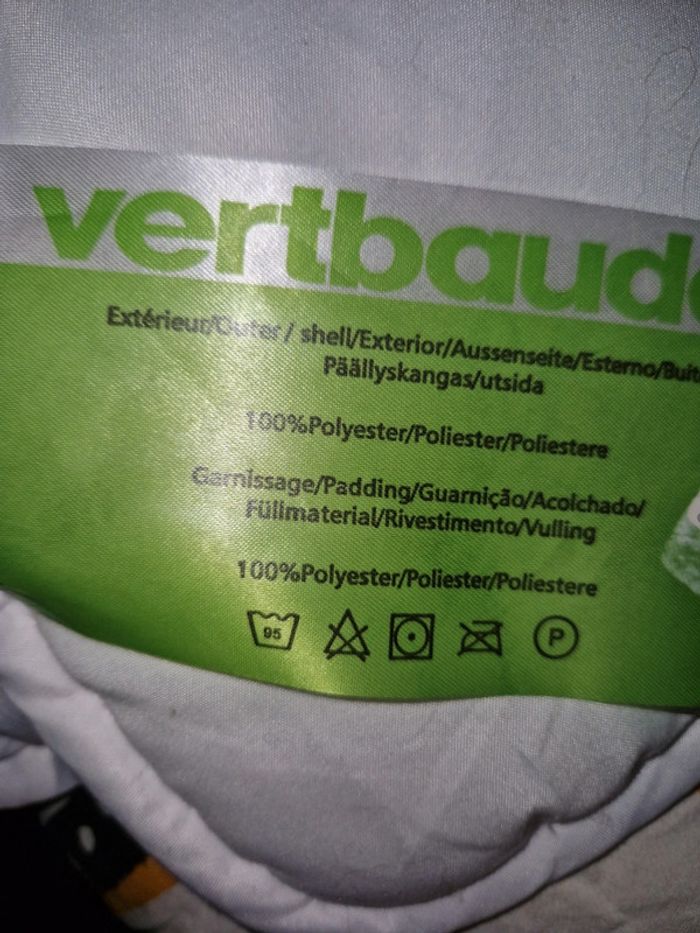 vertbaud
Extérieur/Outer / shell/Exterior/Aussenseite/Esterno/Buit
Päällyskangas/utsida
100%Polyester/Poliester/Poliestere
Garnissage/Padding/Guarnição/Acolchado/
Füllmaterial/Rivestimento/Vulling
100%Polyester/Poliester/Poliestere
95 P